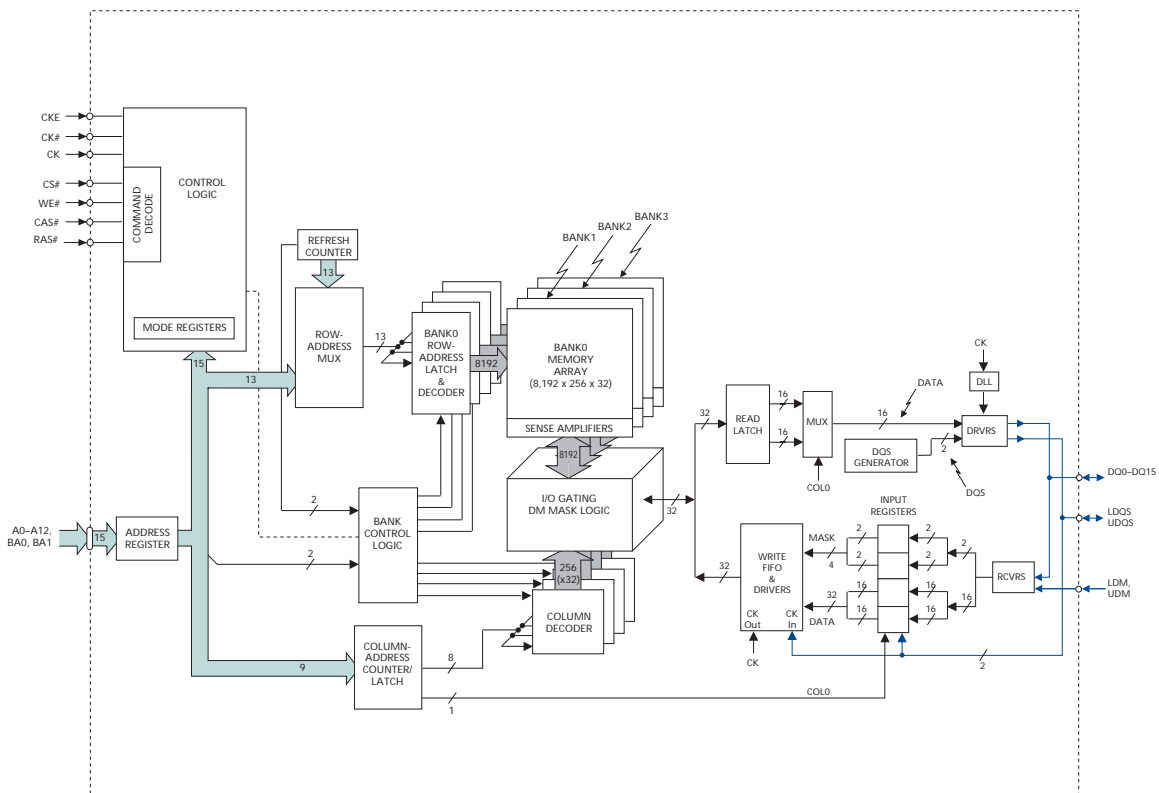 CKE
CK#
CK
CS#
WE#
CAS#
RAS#
COMMAND
DECODE
CONTROL
LOGIC
MODE REGISTERS
REFRESH
COUNTER
13
ROW-
ADDRESS
MUX
15
13
13
BANK0
ROW-
ADDRESS
LATCH
&
DECODER
8192
BANK1
BANK2
BANK3
BANK0
MEMORY
ARRAY
(8,192 x 256 x 32)
SENSE AMPLIFIERS
8192
I/O GATING
DM MASK LOGIC
32
A0–A12,
BA0, BA1
15
ADDRESS
REGISTER
2
2
BANK
CONTROL
LOGIC
256
(x32)
COLUMN
DECODER
9
COLUMN-
ADDRESS
COUNTER/
LATCH
8
1
COL0
32
READ
LATCH
16
16
MUX
COL0
16
DATA
DQS
GENERATOR
2
DQS
CK
DLL
DRVRS
DQ0–DQ15
LDQS
UDQS
LDM,
UDM
INPUT
REGISTERS
32
WRITE
FIFO
&
DRIVERS
CK
Out
CK
In
CK
MASK
4
32
DATA
2
2
16
16
2
2
16
16
2
16
RCVRS
2